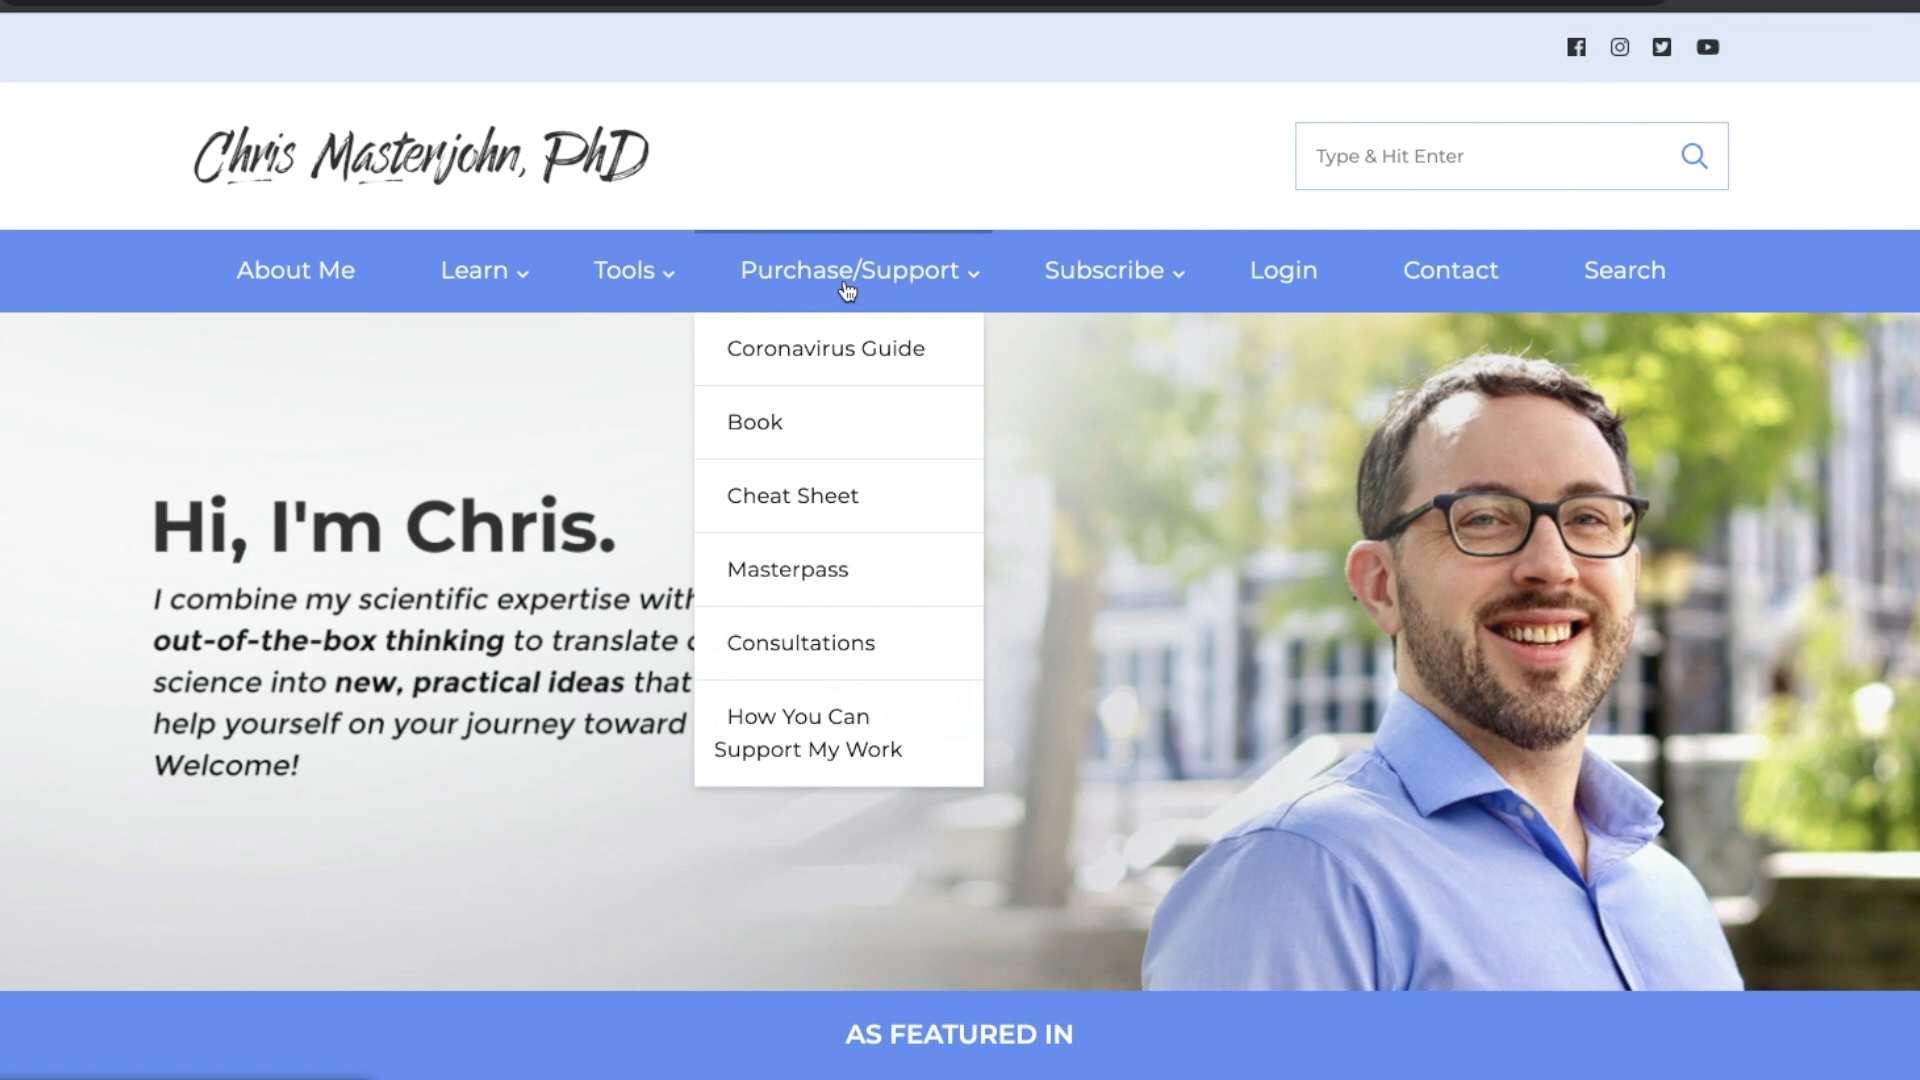 Chris Masterjohn, PhD
Type & Hit Enter
About Me
Learn
Tools
Purchase/Support
Subscribe
Login
Contact
Search
Coronavirus Guide
Book
Cheat Sheet
Masterpass
Consultations
How You Can
Support My Work
Hi, I'm Chris.
I combine my scientific expertise with
out-of-the-box thinking to translate
science into new, practical ideas that
help yourself on your journey toward
Welcome!
AS FEATURED IN